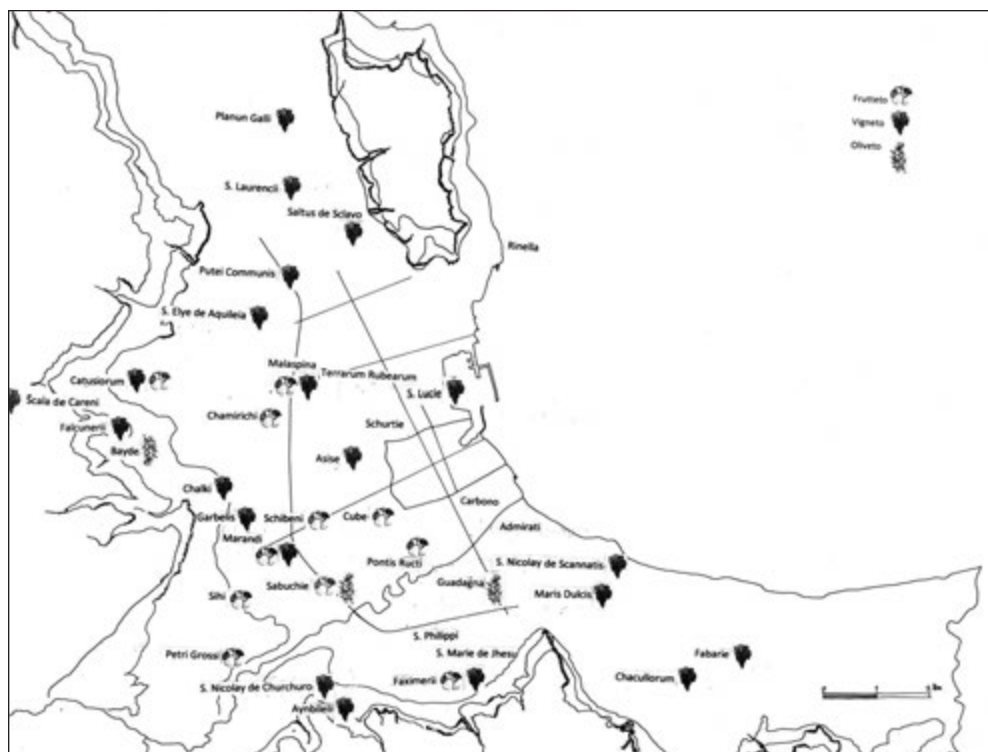 Planun Galli
Frutteto
Vigneto
Oliveto
S. Laurencii
Saltus de Sclavo
Rinella
Putei Communis
S. Elye de Aquileia
Malaspina
Terrarum Rubearum
Catusiorum
S. Lucie
Scala de Careni
Chamirichi
Falcunerii
Schurtie
Bayde
Asise
Chalki
Carbono
Garbelis
Schibeni
Cube
Admirati
Marandi
Pontis Ructi
S. Nicolay de Scannatis
Sabuchie
Guadagna
Sihi
Maris Dulcis
S. Philippi
Petri Grossi
S. Marie de Jhesu
Fabarie
Faximerii
Chacullorum
S. Nicolay de Churchuro